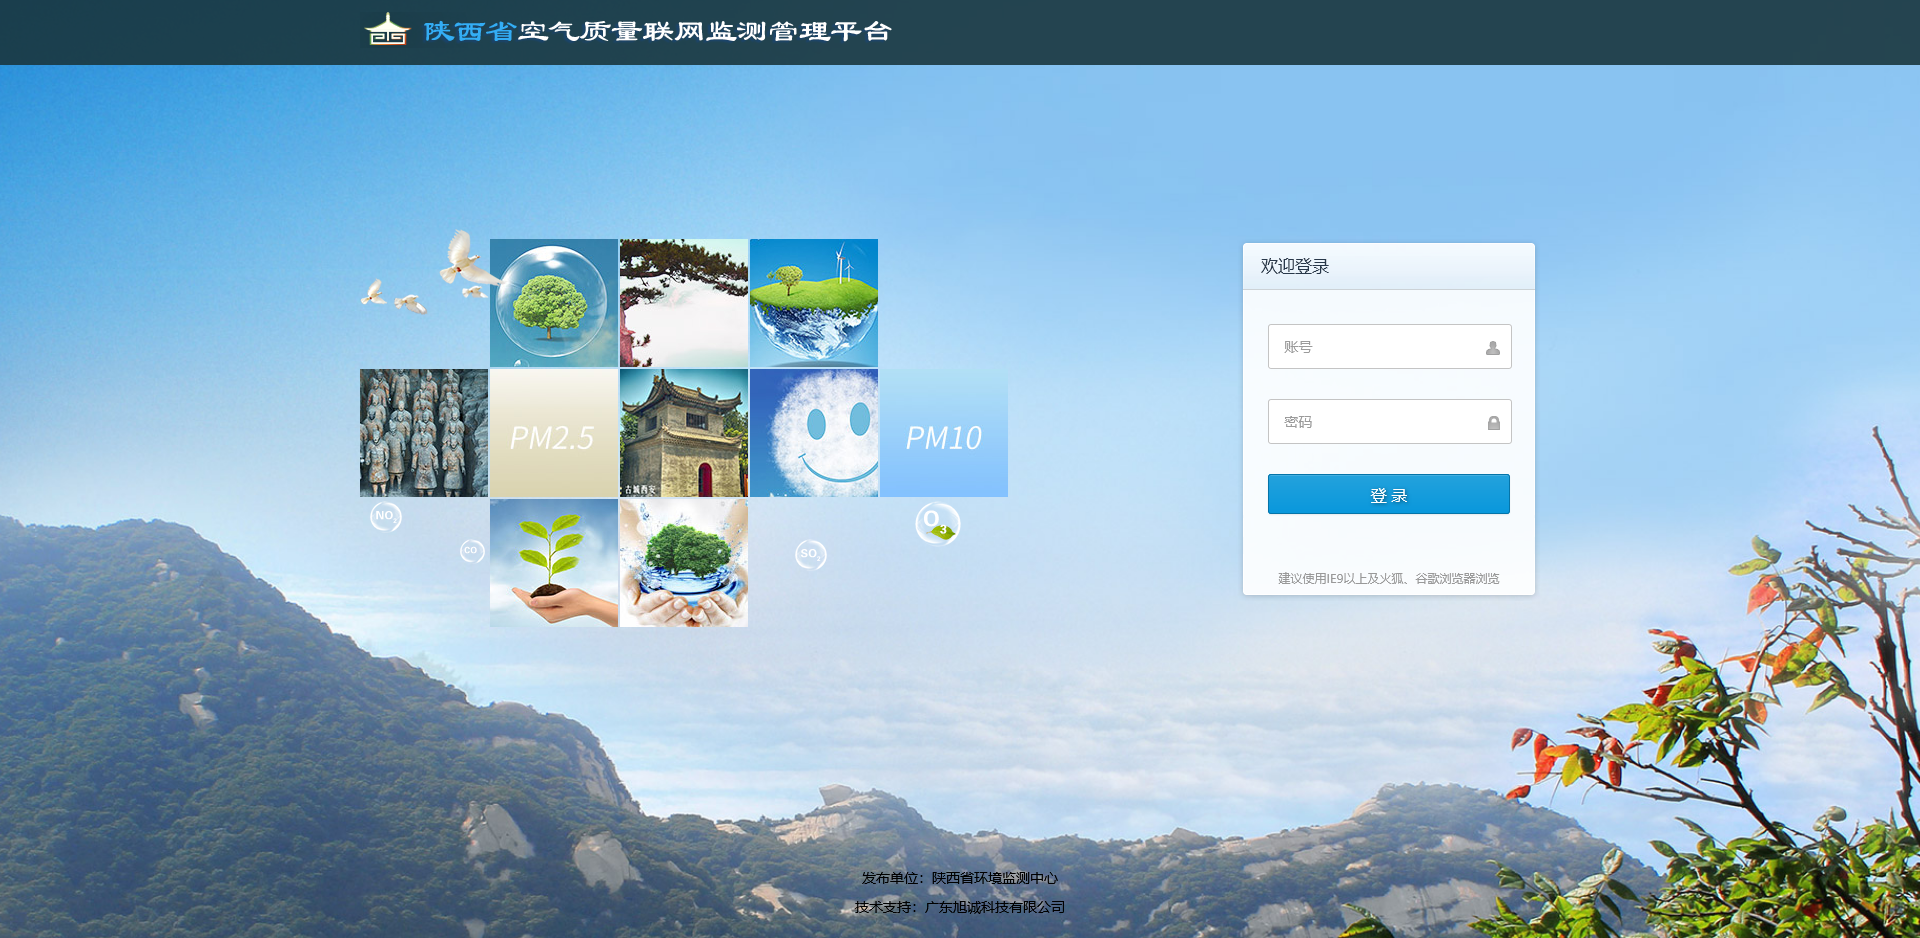 陕西省空气质量联网监测管理平台
欢迎登录
账号
密码
登 录
建议使用IE9以上及火狐、谷歌浏览器浏览
PM2.5
古城西安
PM10
NO2
CO
SO2
O3
发布单位：陕西省环境监测中心
技术支持：广东旭诚科技有限公司